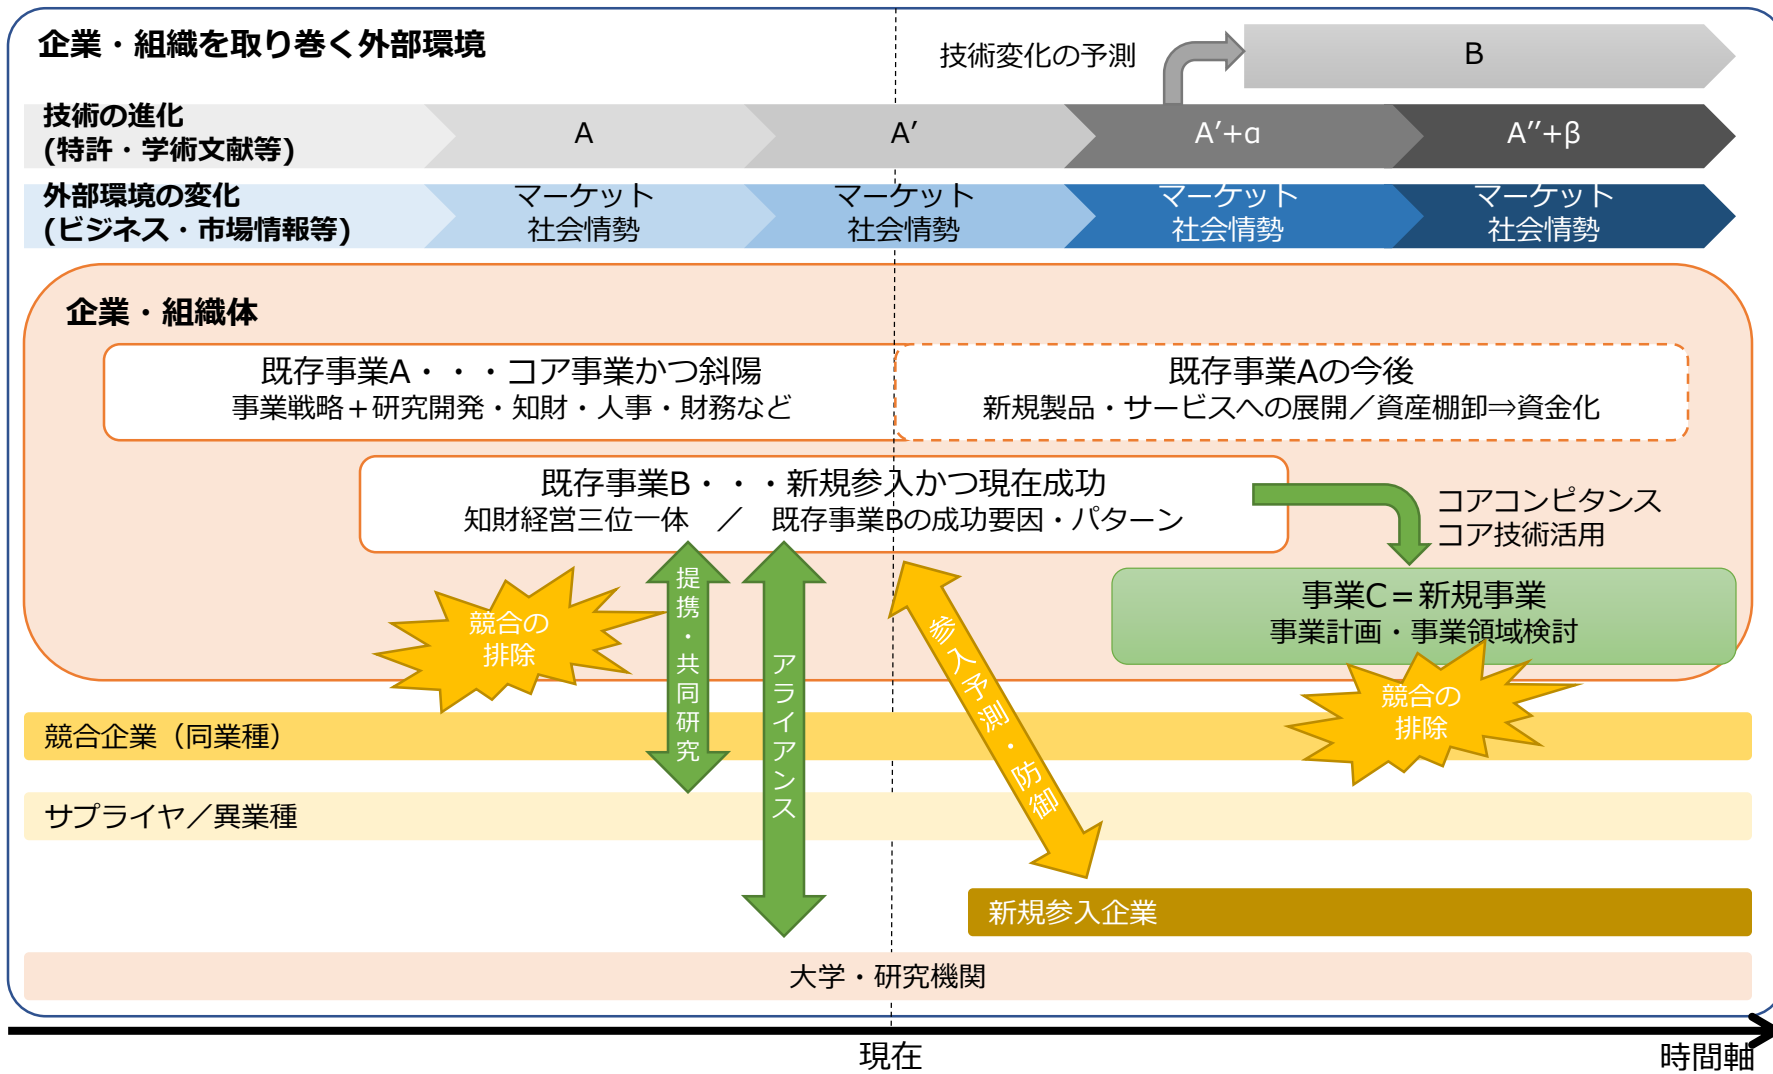 企業・組織を取り巻く外部環境
技術変化の予測
B
技術の進化
(特許・学術文献等)
A
A′
A′+α
A′′+β
外部環境の変化
(ビジネス・市場情報等)
マーケット
社会情勢
マーケット
社会情勢
マーケット
社会情勢
マーケット
社会情勢
企業・組織体
既存事業A・・・コア事業かつ斜陽
事業戦略＋研究開発・知財・人事・財務など
既存事業Aの今後
新規製品・サービスへの展開／資産棚卸⇒資金化
既存事業B・・・新規参入かつ現在成功
知財経営三位一体　／　既存事業Bの成功要因・パターン
コアコンピタンス
コア技術活用
事業C＝新規事業
事業計画・事業領域検討
競合の
排除
提携・共同研究
アライアンス
参入予測・防御
競合の
排除
競合企業（同業種）
サプライヤ／異業種
新規参入企業
大学・研究機関
現在
時間軸